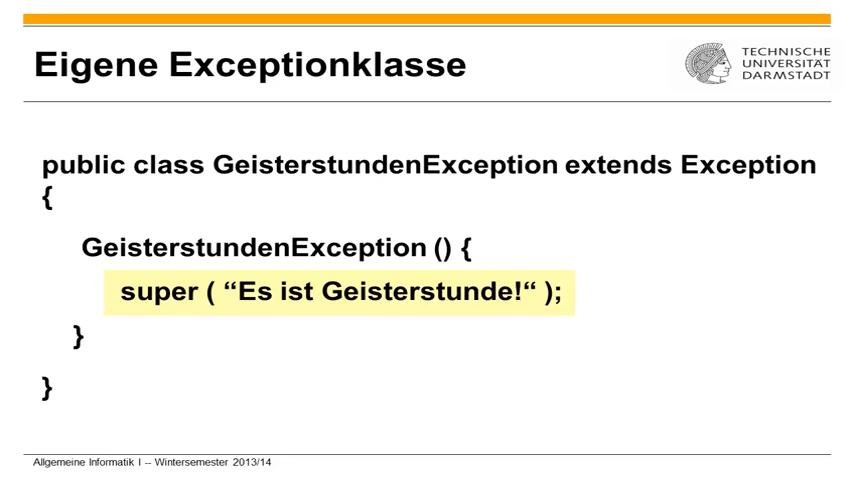 Eigene Exceptionklasse
TECHNISCHE
UNIVERSITÄT
DARMSTADT
public class GeisterstundenException extends Exception
{
GeisterstundenException () {
super ( “Es ist Geisterstunde!“ );
}
}
Allgemeine Informatik I -- Wintersemester 2013/14